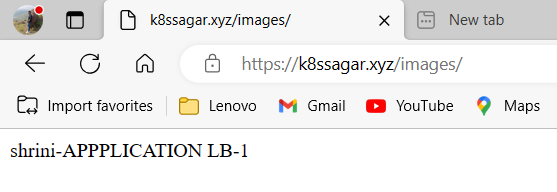 k8ssagar.xyz/images/
New tab
https://k8ssagar.xyz/images/
Import favorites Lenovo Gmail YouTube Maps
shrini-APPPLICATION LB-1